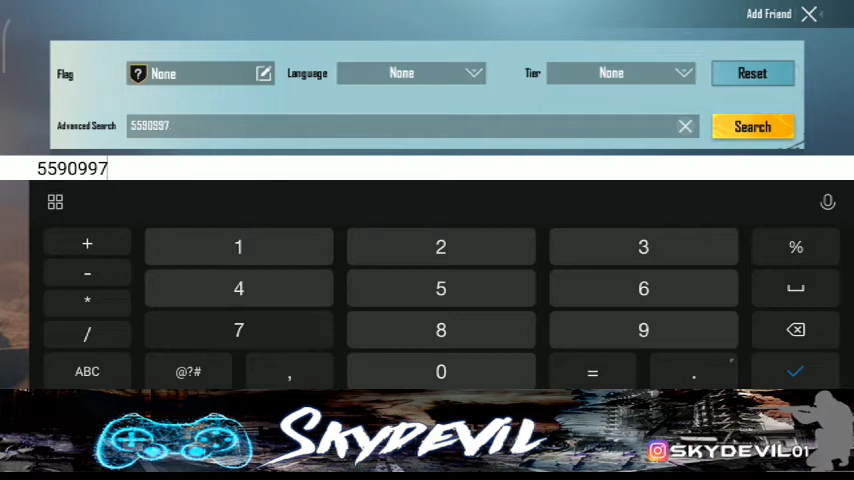 Add Friend
Flag None Language None Tier None Reset
Advanced Search 5590997 Search
5590997
+ 1 2 3 %
- 4 5 6
*
/ 7 8 9
ABC @?# , 0 = .
SKYDEVIL
SKYDEVIL01